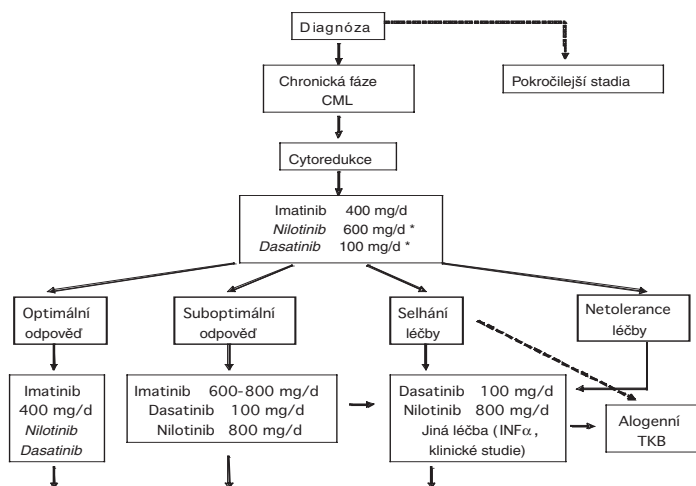 Diagnóza
Chronická fáze
CML
Pokročilejší stadia
Cytoredukce
Imatinib 400 mg/d
Nilotinib 600 mg/d *
Dasatinib 100 mg/d *
Optimální
odpověď
Suboptimální
odpověď
Selhání
léčby
Netolerance
léčby
Imatinib
400 mg/d
Nilotinib
Dasatinib
Imatinib 600-800 mg/d
Dasatinib 100 mg/d
Nilotinib 800 mg/d
Dasatinib 100 mg/d
Nilotinib 800 mg/d
Jiná léčba (INFα,
klinické studie)
Alogenní
TKB